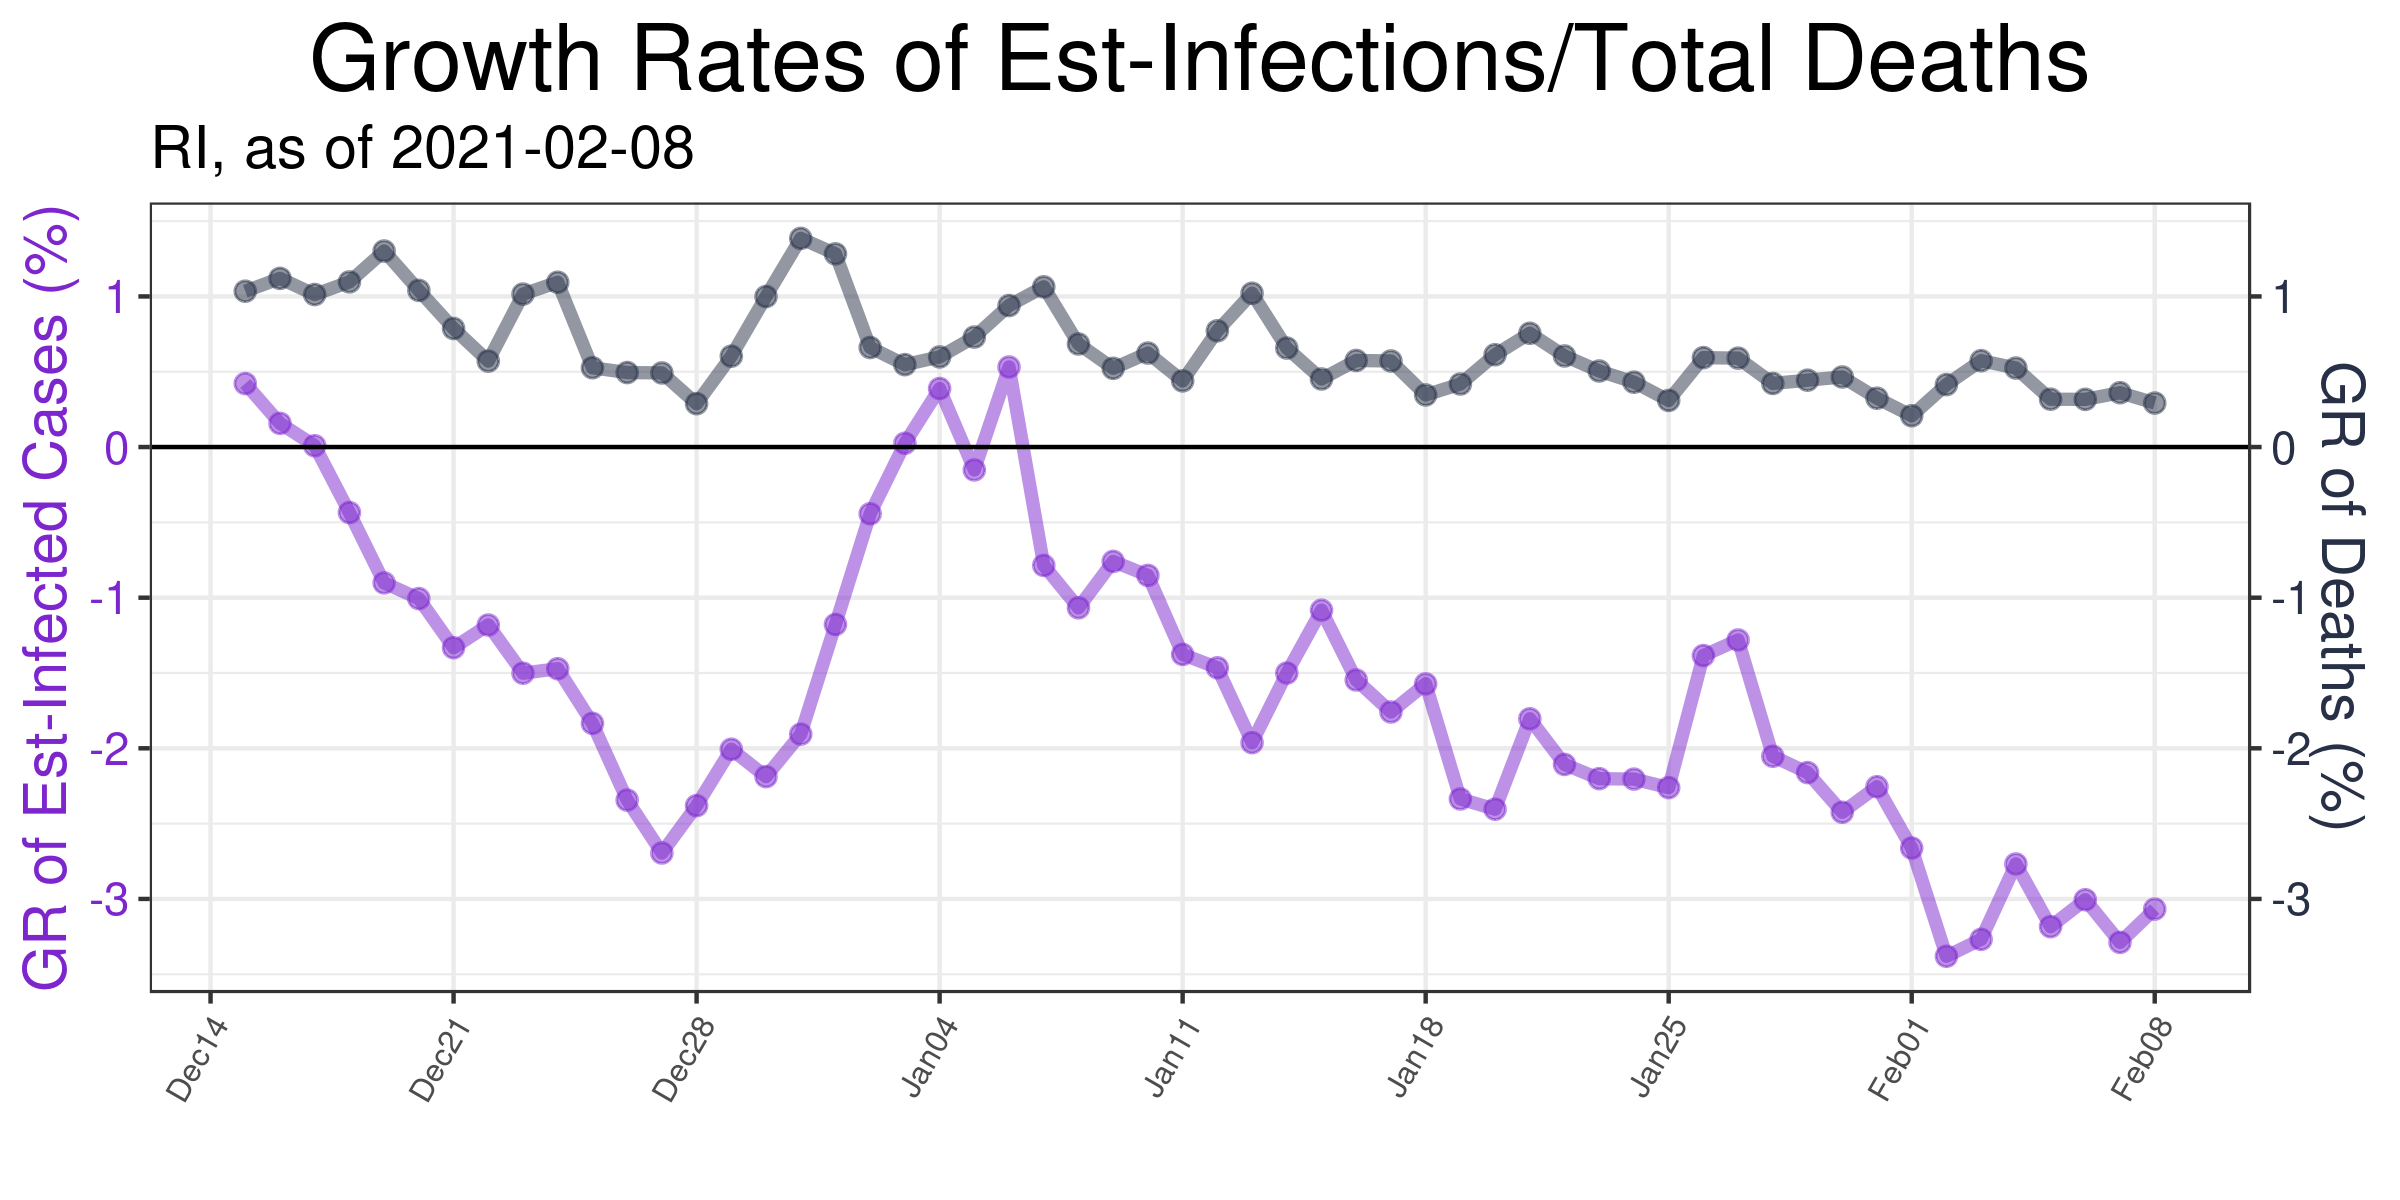 Growth Rates of Est-Infections/Total Deaths
RI, as of 2021-02-08
GR of Est-Infected Cases (%)
1
0
-1
-2
-3
1
0
-1
-2
-3
GR of Deaths (%)
Dec14
Dec21
Dec28
Jan04
Jan11
Jan18
Jan25
Feb01
Feb08